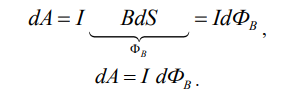 dA = I BdS = IdΦ_B ,
Φ_B
dA = I dΦ_B .